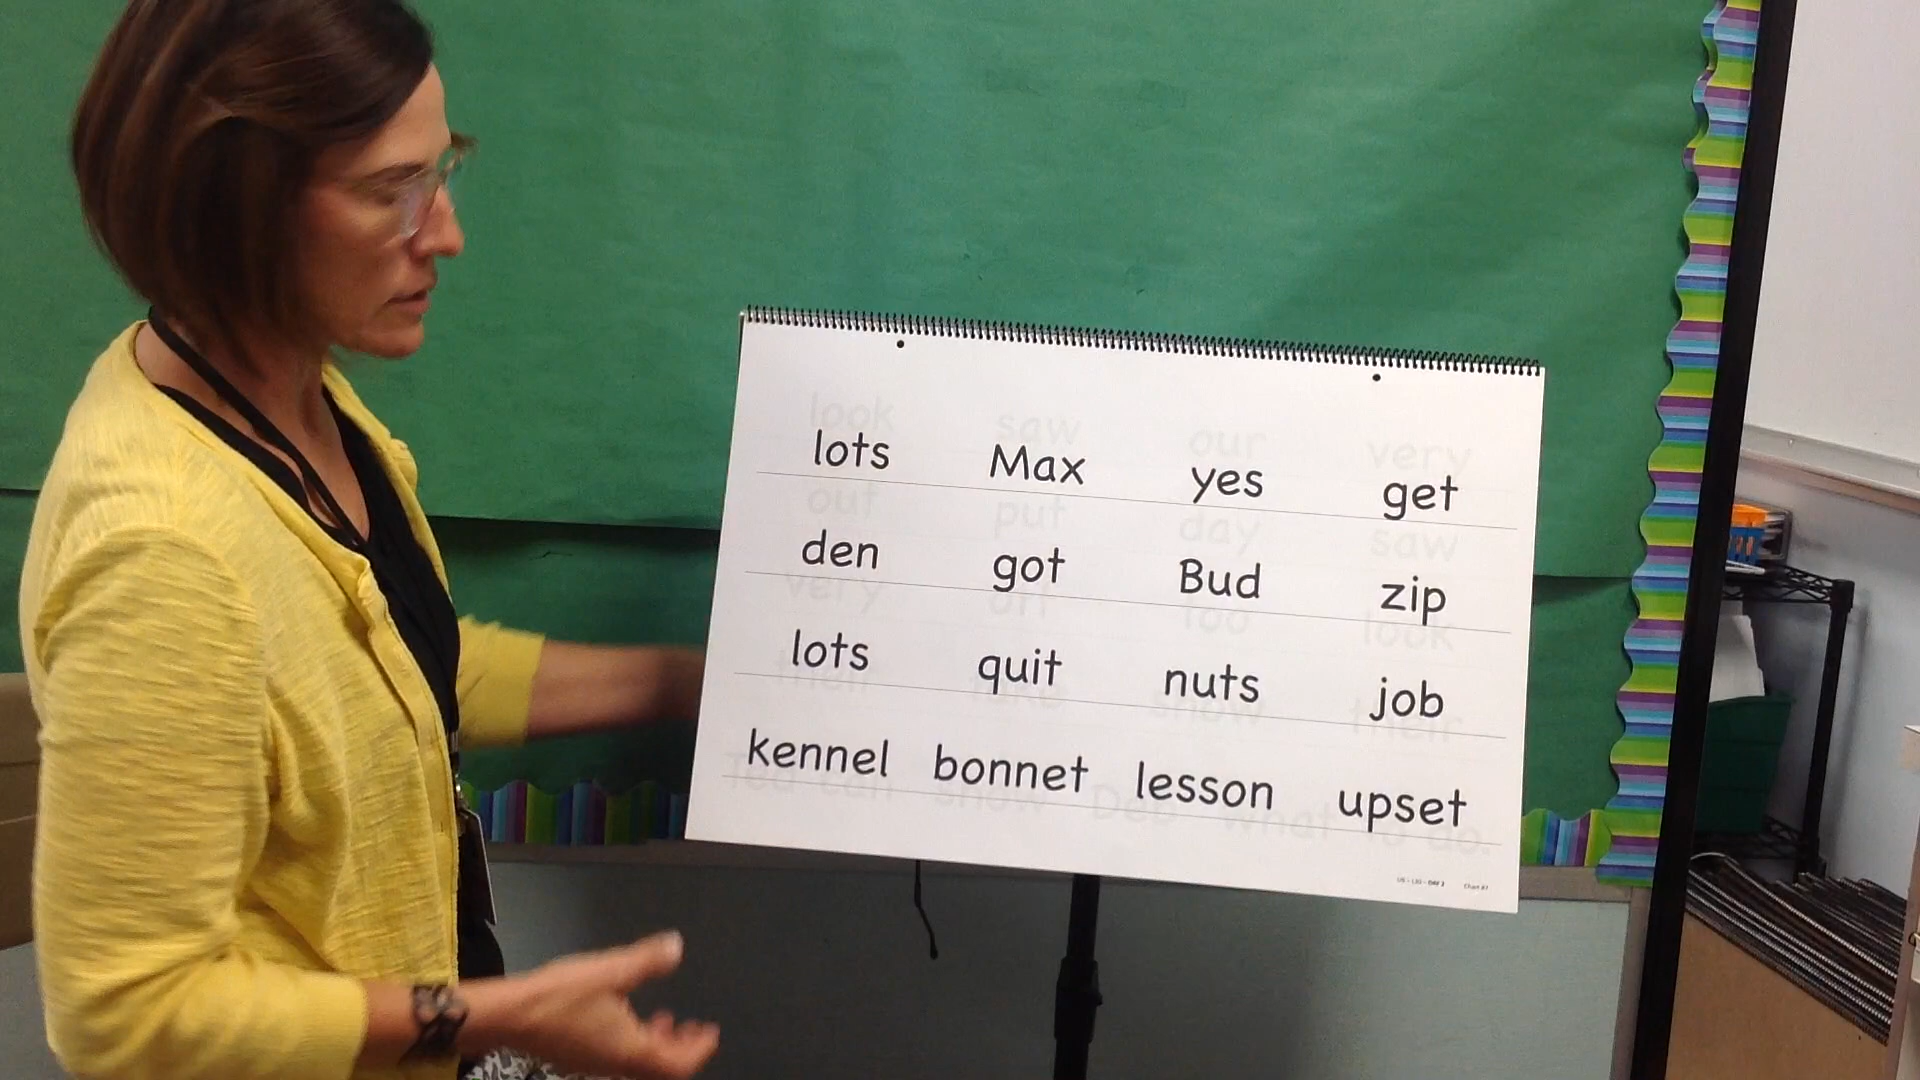 lots Max yes get
den got Bud zip
lots quit nuts job
kennel bonnet lesson upset